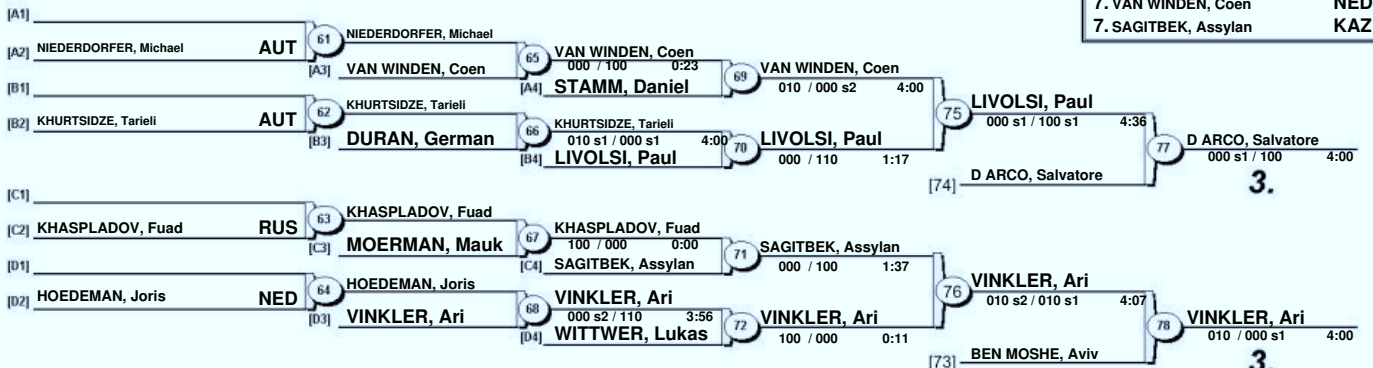 7. VAN WINDEN, Coen NED
7. SAGITBEK, Assylan KAZ
[A1]
[A2] NIEDERDORFER, Michael AUT
61 NIEDERDORFER, Michael
[A3] VAN WINDEN, Coen
65 VAN WINDEN, Coen
000 / 100 0:23
[A4] STAMM, Daniel
69 VAN WINDEN, Coen
010 / 000 s2 4:00
[B1]
[B2] KHURTSIDZE, Tarieli AUT
62 KHURTSIDZE, Tarieli
[B3] DURAN, German
66 KHURTSIDZE, Tarieli
010 s1 / 000 s1 4:00
[B4] LIVOLSI, Paul
70 LIVOLSI, Paul
000 / 110 1:17
75 LIVOLSI, Paul
000 s1 / 100 s1 4:36
[74] D ARCO, Salvatore
77 D ARCO, Salvatore
000 s1 / 100 4:00
3.
[C1]
[C2] KHASPLADOV, Fuad RUS
63 KHASPLADOV, Fuad
[C3] MOERMAN, Mauk
67 KHASPLADOV, Fuad
100 / 000 0:00
[C4] SAGITBEK, Assylan
71 SAGITBEK, Assylan
000 / 100 1:37
[D1]
[D2] HOEDEMAN, Joris NED
64 HOEDEMAN, Joris
[D3] VINKLER, Ari
68 VINKLER, Ari
000 s2 / 110 3:56
[D4] WITTWER, Lukas
72 VINKLER, Ari
100 / 000 0:11
76 VINKLER, Ari
010 s2 / 010 s1 4:07
[73] BEN MOSHE, Aviv
78 VINKLER, Ari
010 / 000 s1 4:00
3.